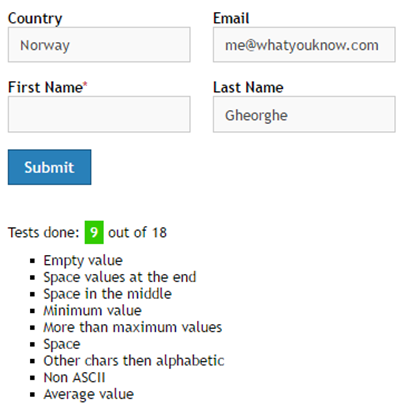 Country Email
Norway me@whatyouknow.com
First Name* Last Name
Gheorghe
Submit
Tests done: 9 out of 18
Empty value
Space values at the end
Space in the middle
Minimum value
More than maximum values
Space
Other chars then alphabetic
Non ASCII
Average value